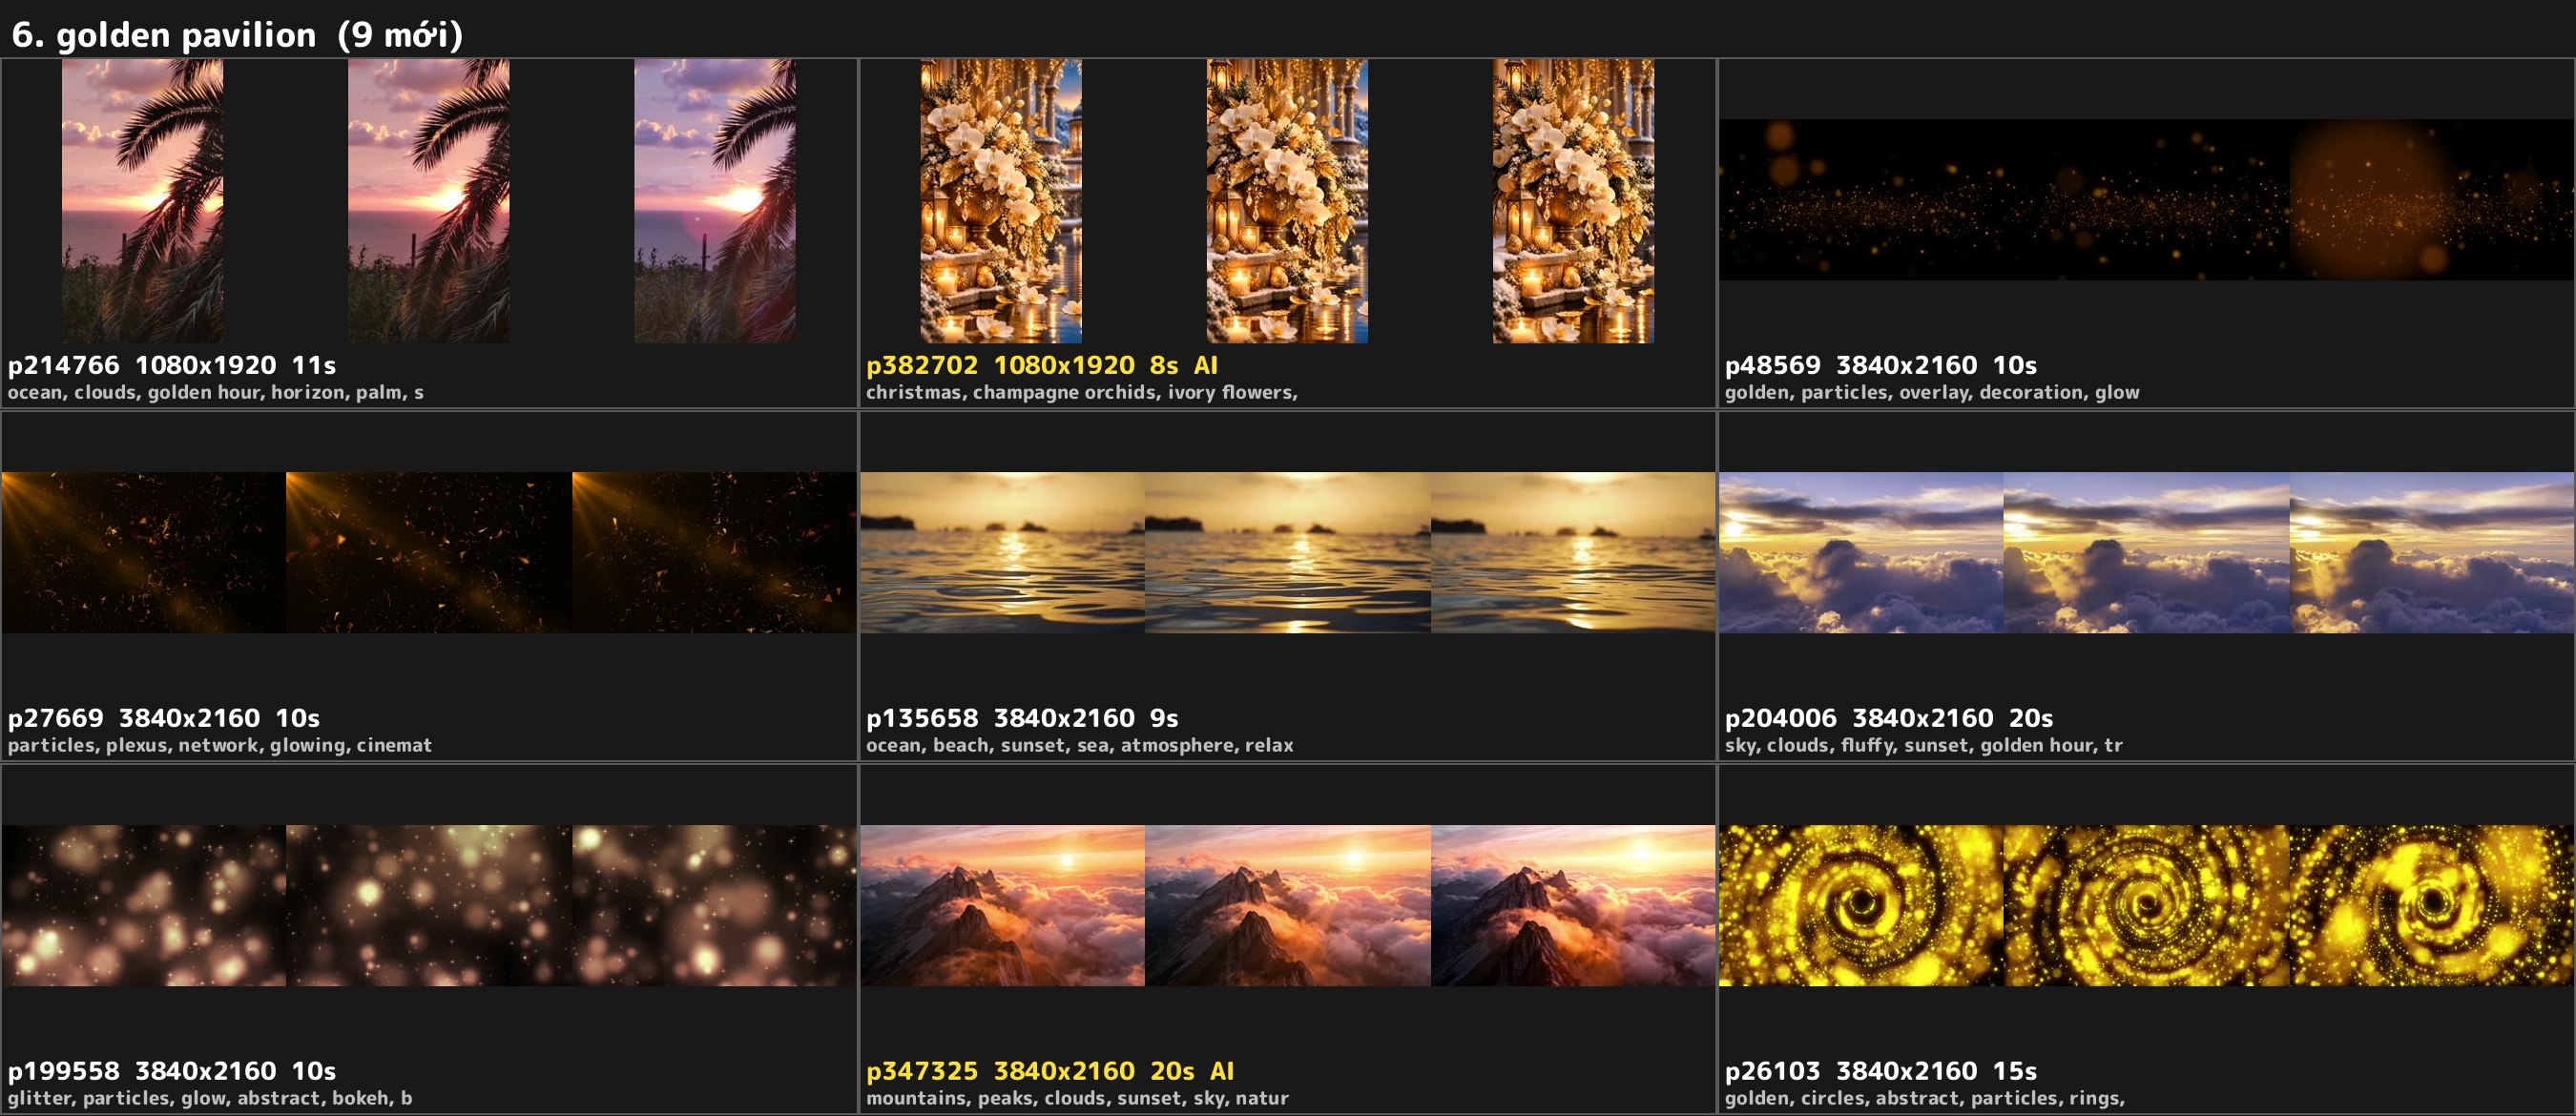 6. golden pavilion (9 mới)
p214766 1080x1920 11s
ocean, clouds, golden hour, horizon, palm, s
p382702 1080x1920 8s AI
christmas, champagne orchids, ivory flowers,
p48569 3840x2160 10s
golden, particles, overlay, decoration, glow
p27669 3840x2160 10s
particles, plexus, network, glowing, cinemat
p135658 3840x2160 9s
ocean, beach, sunset, sea, atmosphere, relax
p204006 3840x2160 20s
sky, clouds, fluffy, sunset, golden hour, tr
p199558 3840x2160 10s
glitter, particles, glow, abstract, bokeh, b
p347325 3840x2160 20s AI
mountains, peaks, clouds, sunset, sky, natur
p26103 3840x2160 15s
golden, circles, abstract, particles, rings,